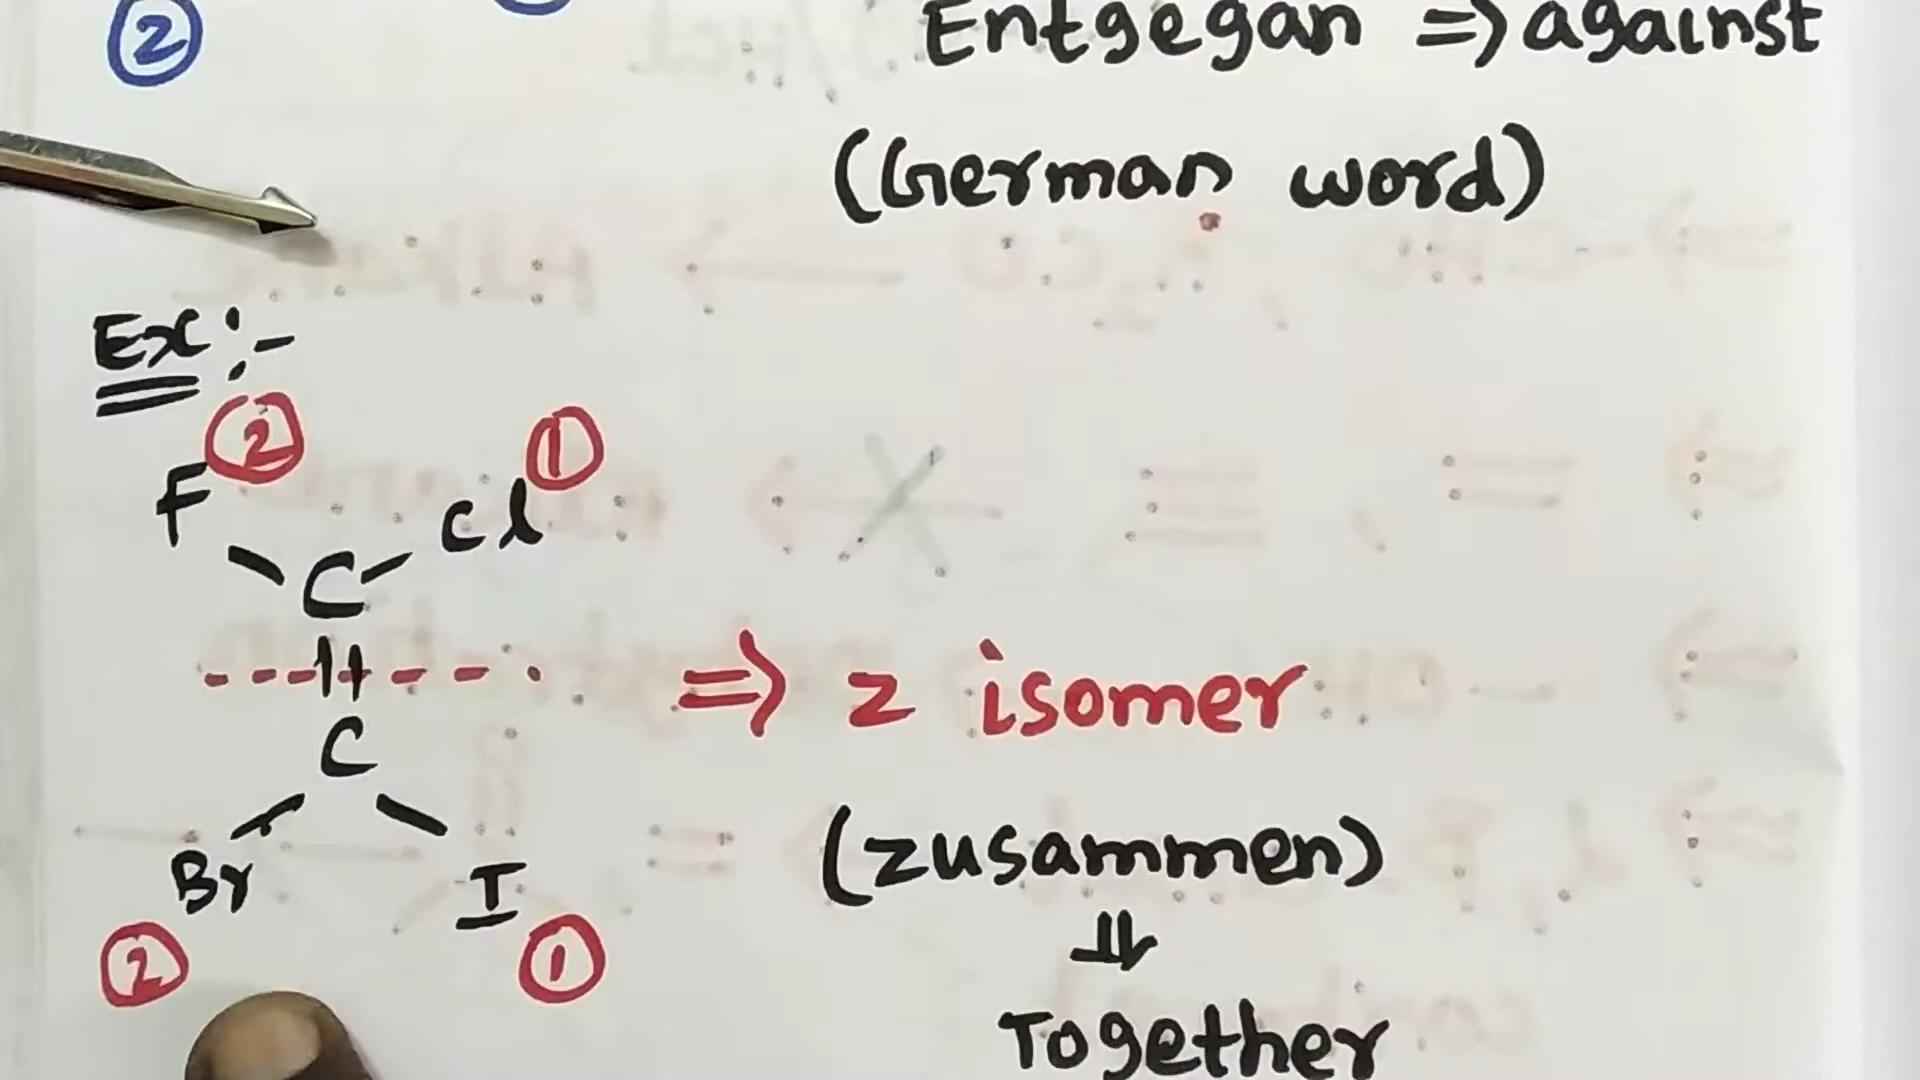 ② Entgegan => against
(German word)
Ex :-
② ①
F Cl
C
=> z isomer
C
(zusammen)
Br I
② ①
Together